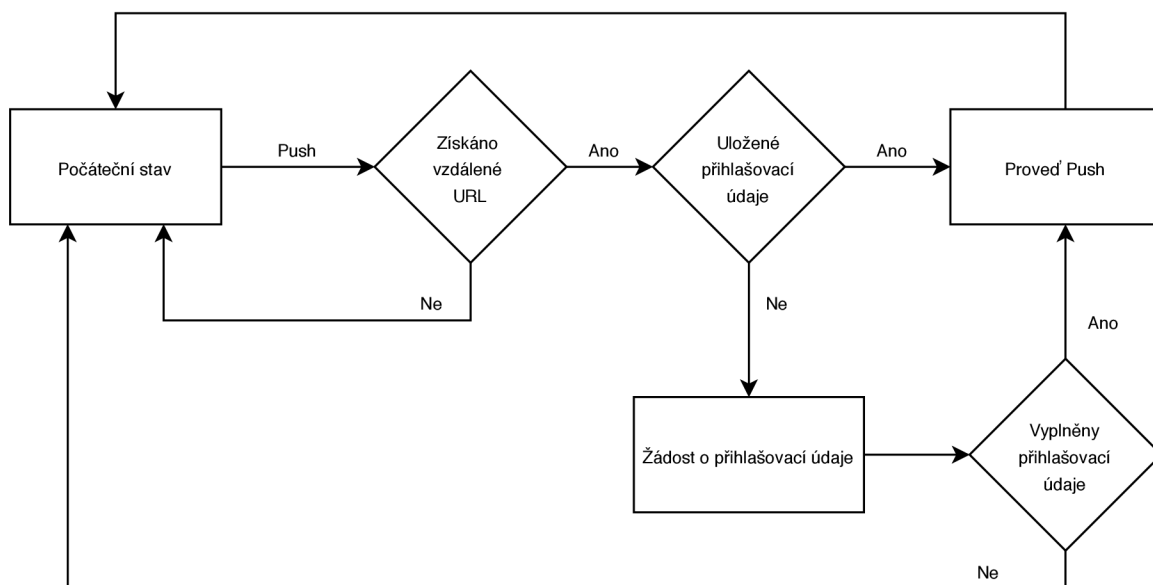 Počáteční stav
Push
Získáno
vzdálené
URL
Ano
Uložené
přihlašovací
údaje
Ano
Proveď Push
Ne
Ne
Ano
Žádost o přihlašovací údaje
Vyplněny
přihlašovací
údaje
Ne